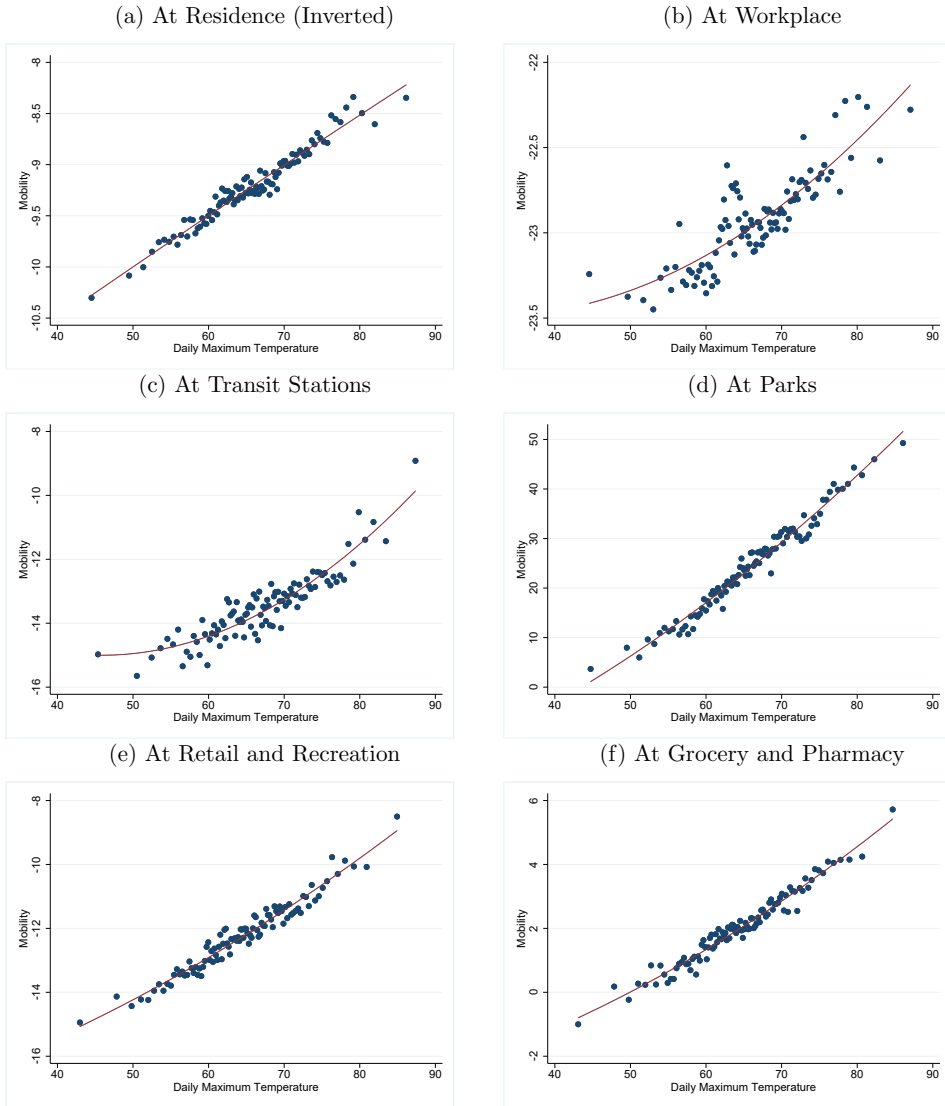 (a) At Residence (Inverted)
-8
-8.5
-9
-9.5
-10
-10.5
Mobility
40 50 60 70 80 90
Daily Maximum Temperature
(b) At Workplace
-22
-22.5
-23
-23.5
Mobility
40 50 60 70 80 90
Daily Maximum Temperature
(c) At Transit Stations
-8
-10
-12
-14
-16
Mobility
40 50 60 70 80 90
Daily Maximum Temperature
(d) At Parks
50
40
30
20
10
0
Mobility
40 50 60 70 80 90
Daily Maximum Temperature
(e) At Retail and Recreation
-8
-10
-12
-14
-16
Mobility
40 50 60 70 80 90
Daily Maximum Temperature
(f) At Grocery and Pharmacy
6
4
2
0
-2
Mobility
40 50 60 70 80 90
Daily Maximum Temperature